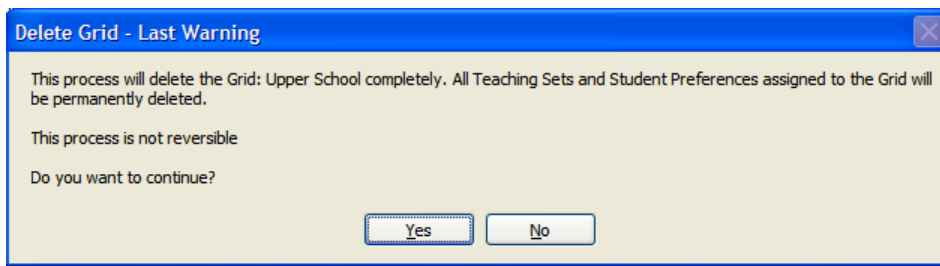 Delete Grid - Last Warning
This process will delete the Grid: Upper School completely. All Teaching Sets and Student Preferences assigned to the Grid will
be permanently deleted.
This process is not reversible
Do you want to continue?
Yes No